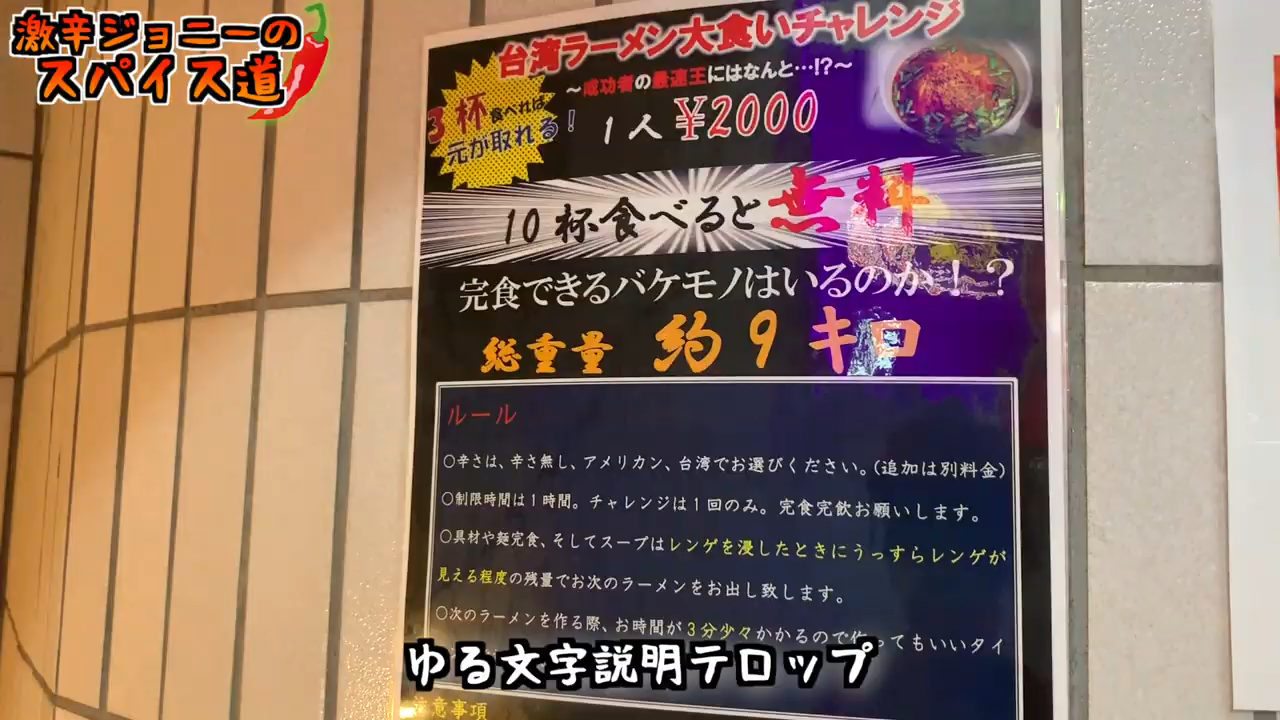 激辛ジョニーの
スパイス道
台湾ラーメン大食いチャレンジ
～成功者の最速王にはなんと…!?～
3杯食べれば
元が取れる!
1人¥2000
10杯食べると無料
完食できるバケモノはいるのか!?
総重量 約9キロ
ルール
○辛さは、辛さ無し、アメリカン、台湾でお選びください。(追加は別料金)
○制限時間は1時間。チャレンジは1回のみ。完食完飲お願いします。
○具材や麺完食、そしてスープはレンゲを浸したときにうっすらレンゲが
見える程度の残量でお次のラーメンをお出し致します。
○次のラーメンを作る際、お時間が3分少々かかるので作ってもいいタイ
ゆる文字説明テロップ
注意事項